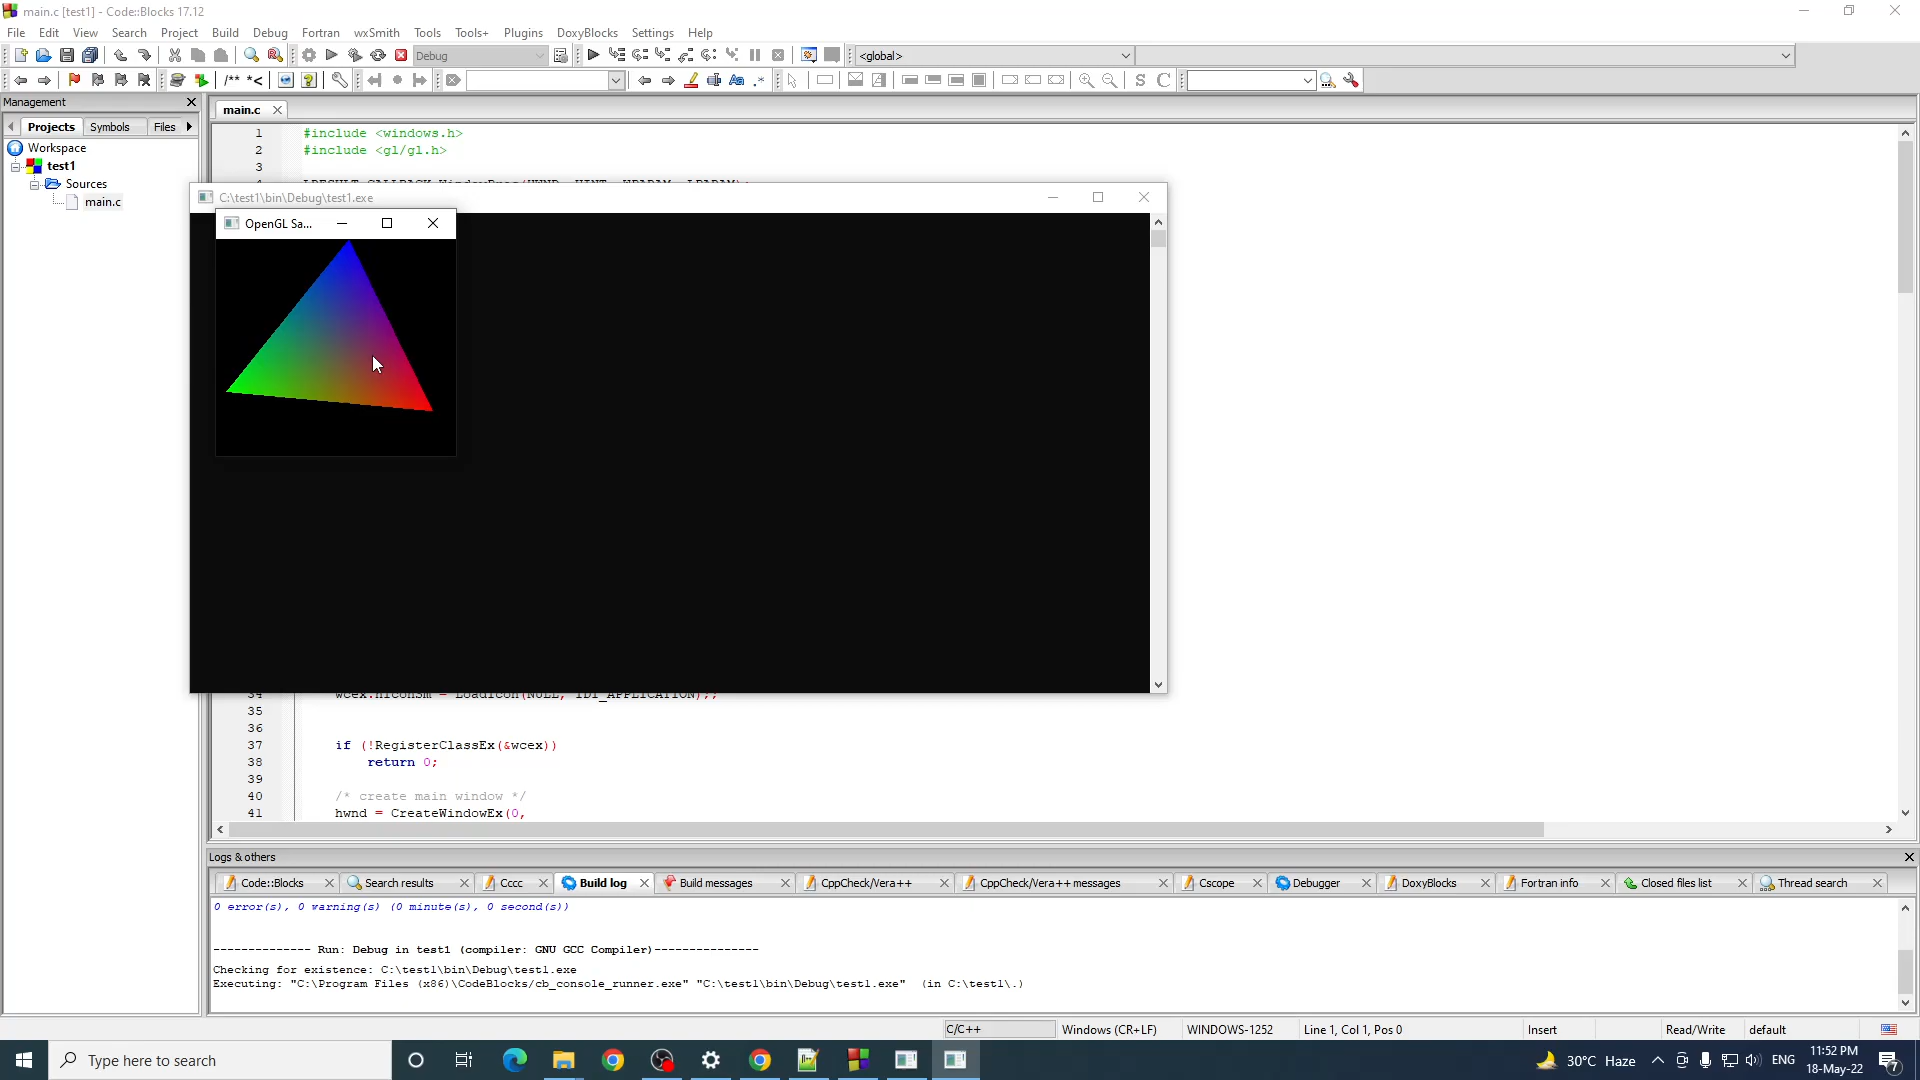 main.c [test1] - Code::Blocks 17.12
File Edit View Search Project Build Debug Fortran wxSmith Tools Tools+ Plugins DoxyBlocks Settings Help
Debug <global>
/** *<
S C
Management
Projects Symbols Files
Workspace
test1
Sources
main.c
main.c
1 #include <windows.h>
2 #include <gl/gl.h>
3
C:\test1\bin\Debug\test1.exe
OpenGL Sa...
34 wcex.hIconSm = LoadIcon(NULL, IDI_APPLICATION);;
35
36
37 if (!RegisterClassEx(&wcex))
38 return 0;
39
40 /* create main window */
41 hwnd = CreateWindowEx(0,
Logs & others
Code::Blocks Search results Cccc Build log Build messages CppCheck/Vera++ CppCheck/Vera++ messages Cscope Debugger DoxyBlocks Fortran info Closed files list Thread search
0 error(s), 0 warning(s) (0 minute(s), 0 second(s))
-------------- Run: Debug in test1 (compiler: GNU GCC Compiler)---------------
Checking for existence: C:\test1\bin\Debug\test1.exe
Executing: "C:\Program Files (x86)\CodeBlocks/cb_console_runner.exe" "C:\test1\bin\Debug\test1.exe" (in C:\test1\.)
C/C++ Windows (CR+LF) WINDOWS-1252 Line 1, Col 1, Pos 0 Insert Read/Write default
Type here to search
30°C Haze ENG 11:52 PM
18-May-22
7